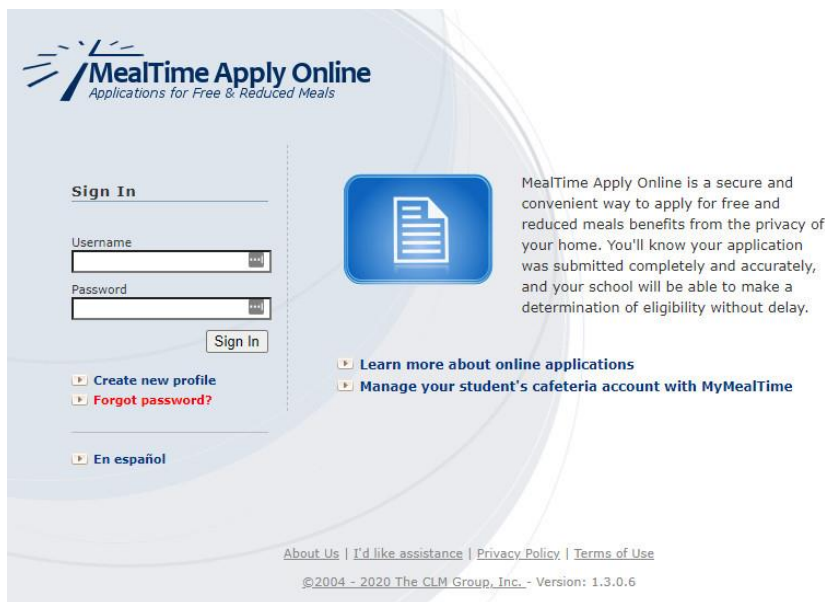 MealTime Apply Online
Applications for Free & Reduced Meals
Sign In
Username
Password
Sign In
Create new profile
Forgot password?
En español
MealTime Apply Online is a secure and
convenient way to apply for free and
reduced meals benefits from the privacy of
your home. You'll know your application
was submitted completely and accurately,
and your school will be able to make a
determination of eligibility without delay.
Learn more about online applications
Manage your student's cafeteria account with MyMealTime
About Us | I'd like assistance | Privacy Policy | Terms of Use
©2004 - 2020 The CLM Group, Inc. - Version: 1.3.0.6